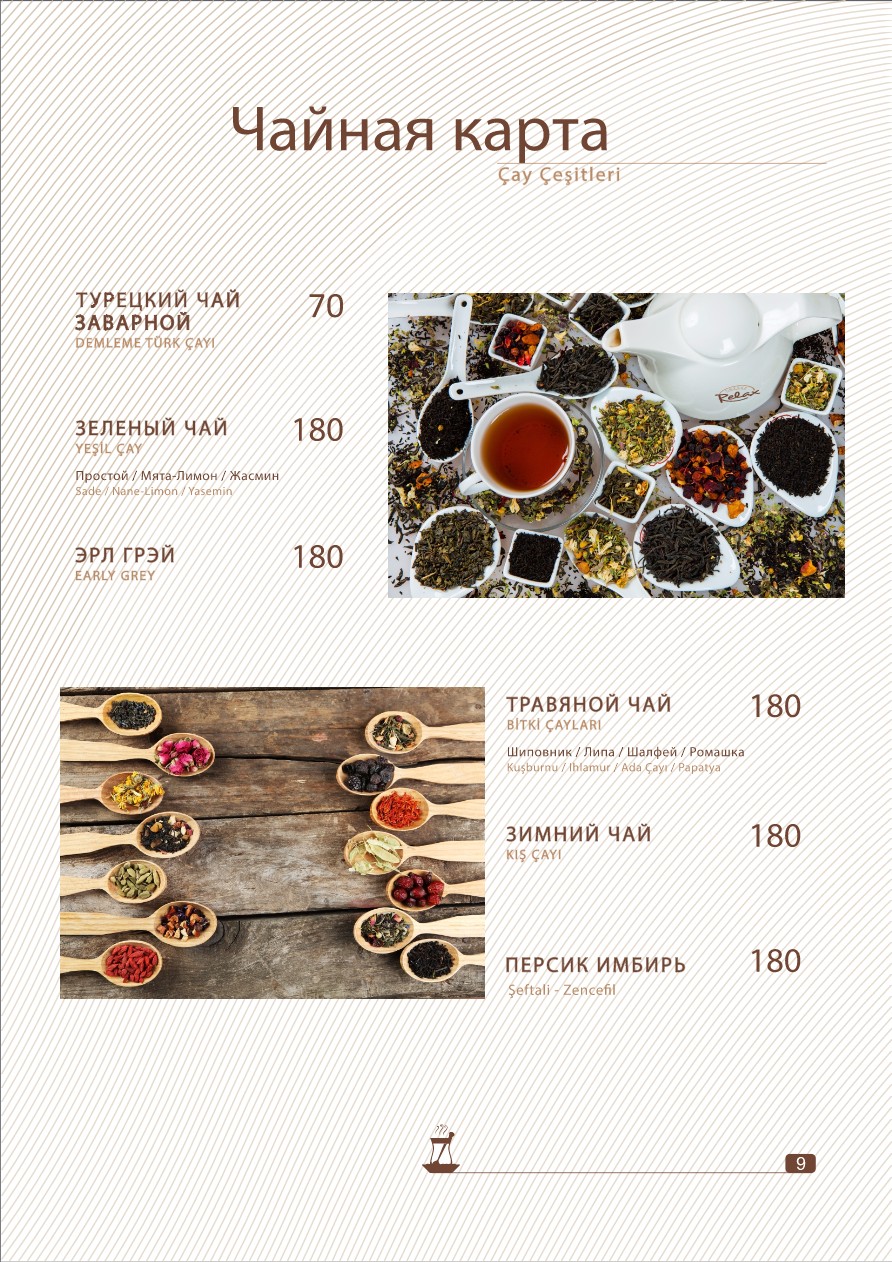 Чайная карта
Çay Çeşitleri
ТУРЕЦКИЙ ЧАЙ 70
ЗАВАРНОЙ
DEMLEME TÜRK ÇAYI
ЗЕЛЕНЫЙ ЧАЙ 180
YEŞİL ÇAY
Простой / Мята-Лимон / Жасмин
Sade / Nane-Limon / Yasemin
ЭРЛ ГРЭЙ 180
EARLY GREY
Relax
ТРАВЯНОЙ ЧАЙ 180
BİTKİ ÇAYLARI
Шиповник / Липа / Шалфей / Ромашка
Kuşburnu / Ihlamur / Ada Çayı / Papatya
ЗИМНИЙ ЧАЙ 180
KIŞ ÇAYI
ПЕРСИК ИМБИРЬ 180
Şeftali - Zencefil
9